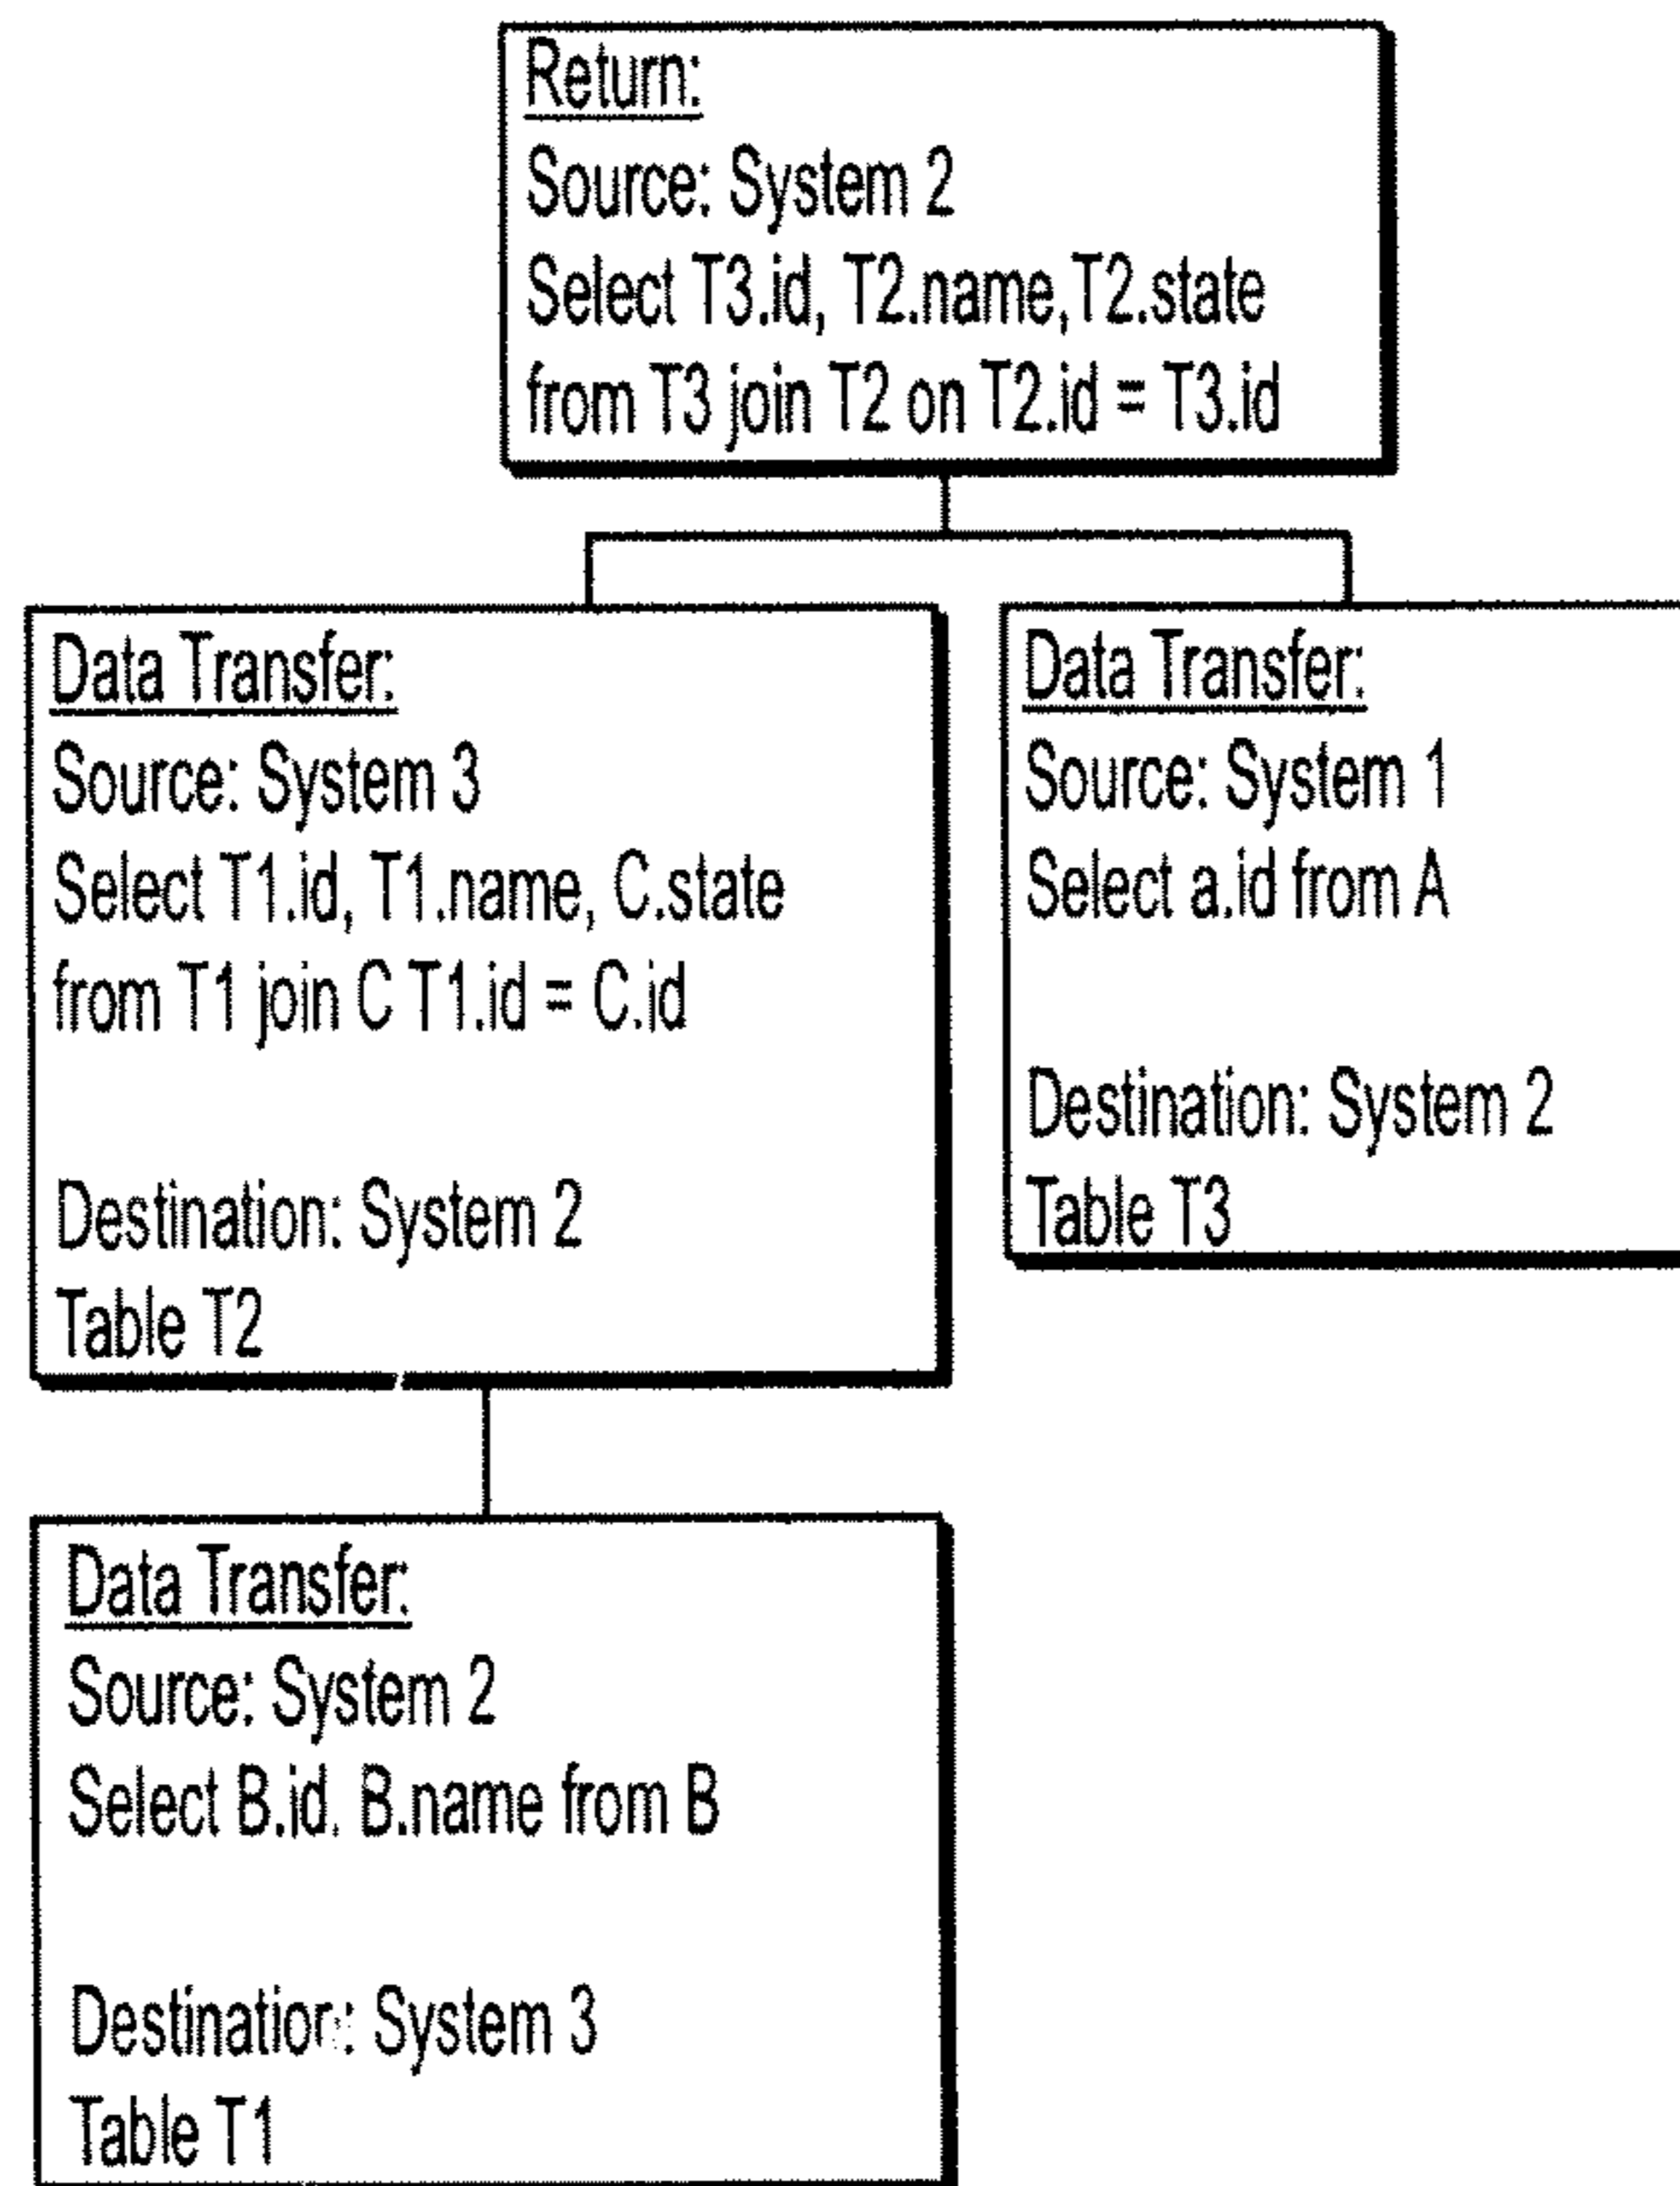 Return:
Source: System 2
Select T3.id, T2.name,T2.state
from T3 join T2 on T2.id = T3.id
Data Transfer:
Source: System 3
Select T1.id, T1.name, C.state
from T1 join C T1.id = C.id
Destination: System 2
Table T2
Data Transfer:
Source: System 1
Select a.id from A
Destination: System 2
Table T3
Data Transfer:
Source: System 2
Select B.id, B.name from B
Destination: System 3
Table T1